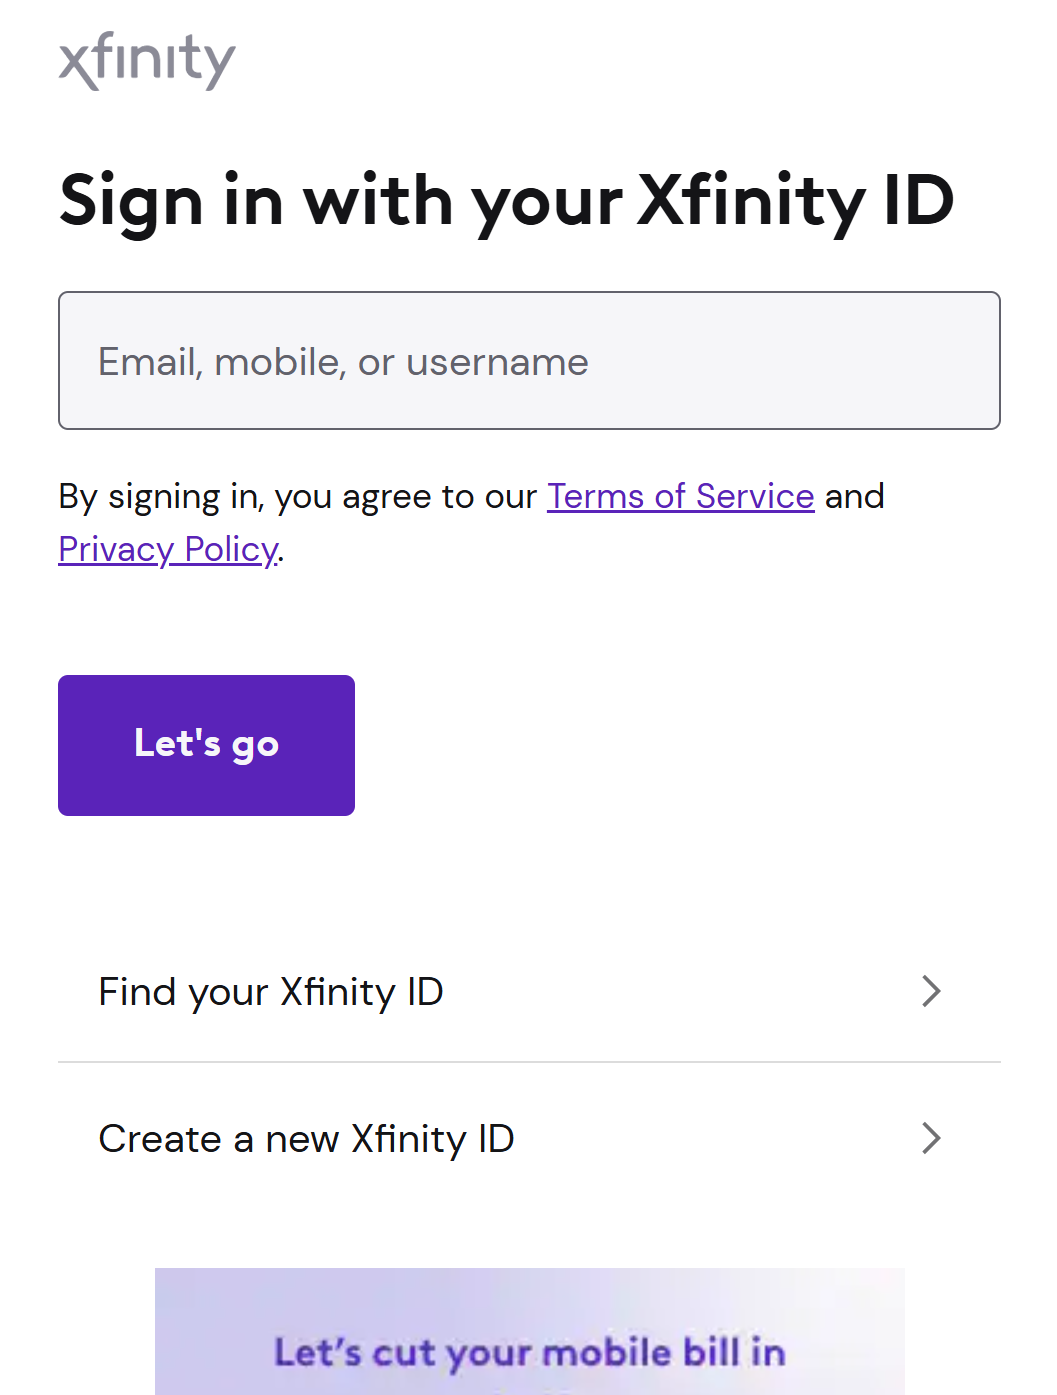 xfinity
Sign in with your Xfinity ID
Email, mobile, or username
By signing in, you agree to our Terms of Service and
Privacy Policy.
Let's go
Find your Xfinity ID
Create a new Xfinity ID
Let’s cut your mobile bill in